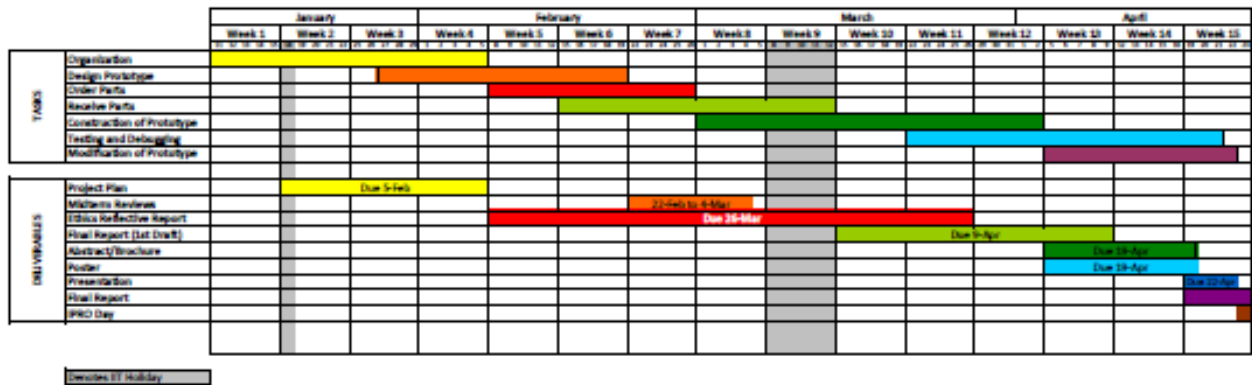 January February March April
Week 1 Week 2 Week 3 Week 4 Week 5 Week 6 Week 7 Week 8 Week 9 Week 10 Week 11 Week 12 Week 13 Week 14 Week 15
TASKS
Organization
Design Prototype
Order Parts
Receive Parts
Construction of Prototype
Testing and Debugging
Modification of Prototype
DELIVERABLES
Project Plan Due 5-Feb
Midterm Reviews 22-Feb to 4-Mar
Ethics Reflective Report Due 26-Mar
Final Report (1st Draft) Due 9-Apr
Abstract/Brochure Due 19-Apr
Poster Due 19-Apr
Presentation Due 22-Apr
Final Report
IPRO Day
Denotes IIT Holiday